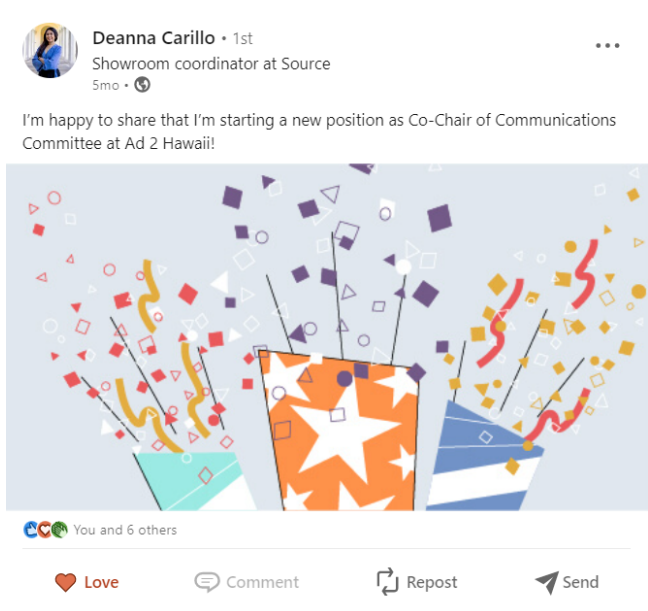 Deanna Carillo • 1st
Showroom coordinator at Source
5mo •
I'm happy to share that I'm starting a new position as Co-Chair of Communications
Committee at Ad 2 Hawaii!
You and 6 others
Love Comment Repost Send